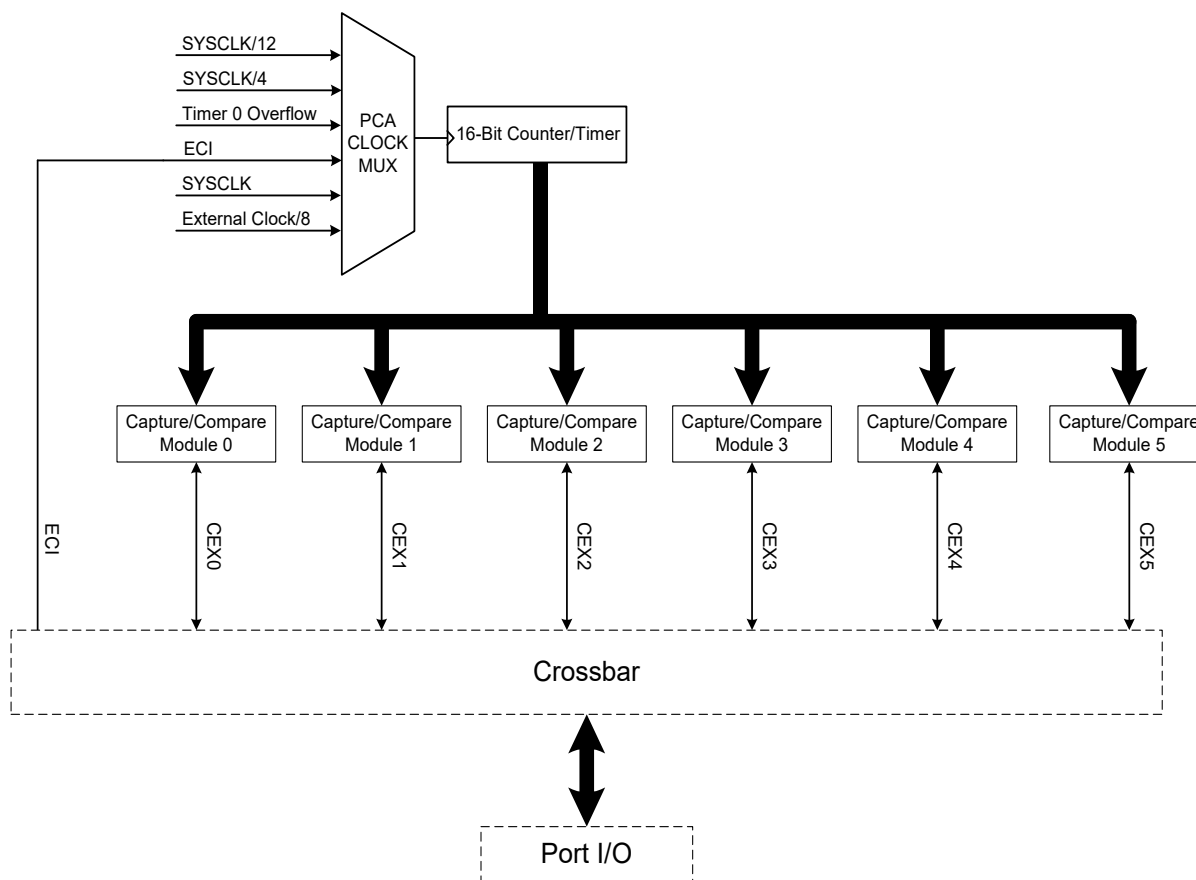 SYSCLK/12
SYSCLK/4
Timer 0 Overflow
ECI
SYSCLK
External Clock/8
PCA
CLOCK
MUX
16-Bit Counter/Timer
Capture/Compare
Module 0
Capture/Compare
Module 1
Capture/Compare
Module 2
Capture/Compare
Module 3
Capture/Compare
Module 4
Capture/Compare
Module 5
ECI
CEX0
CEX1
CEX2
CEX3
CEX4
CEX5
Crossbar
Port I/O